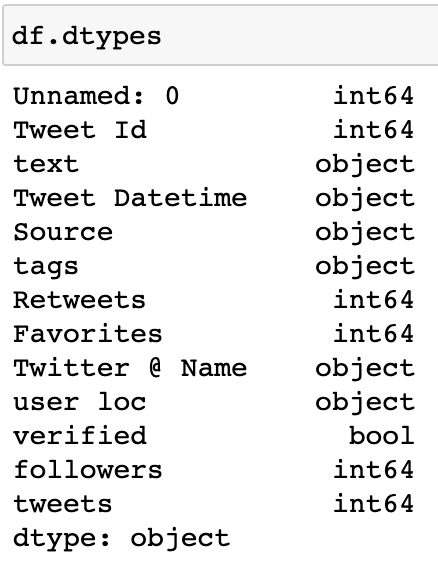 df.dtypes
Unnamed: 0 int64
Tweet Id int64
text object
Tweet Datetime object
Source object
tags object
Retweets int64
Favorites int64
Twitter @ Name object
user loc object
verified bool
followers int64
tweets int64
dtype: object